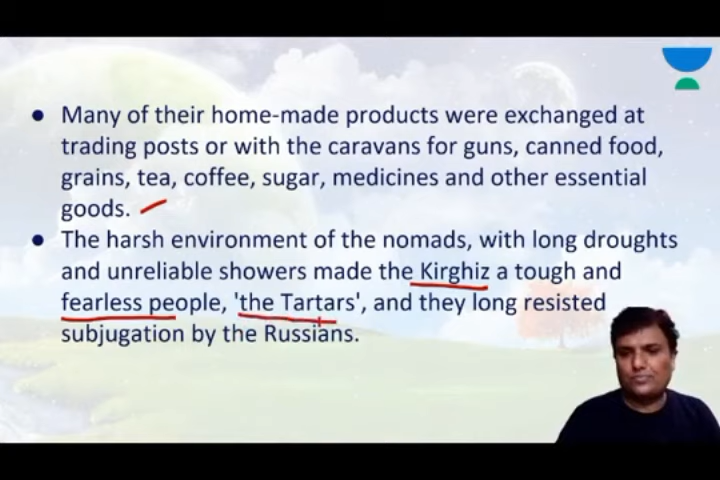 Many of their home-made products were exchanged at
trading posts or with the caravans for guns, canned food,
grains, tea, coffee, sugar, medicines and other essential
goods.
The harsh environment of the nomads, with long droughts
and unreliable showers made the Kirghiz a tough and
fearless people, 'the Tartars', and they long resisted
subjugation by the Russians.